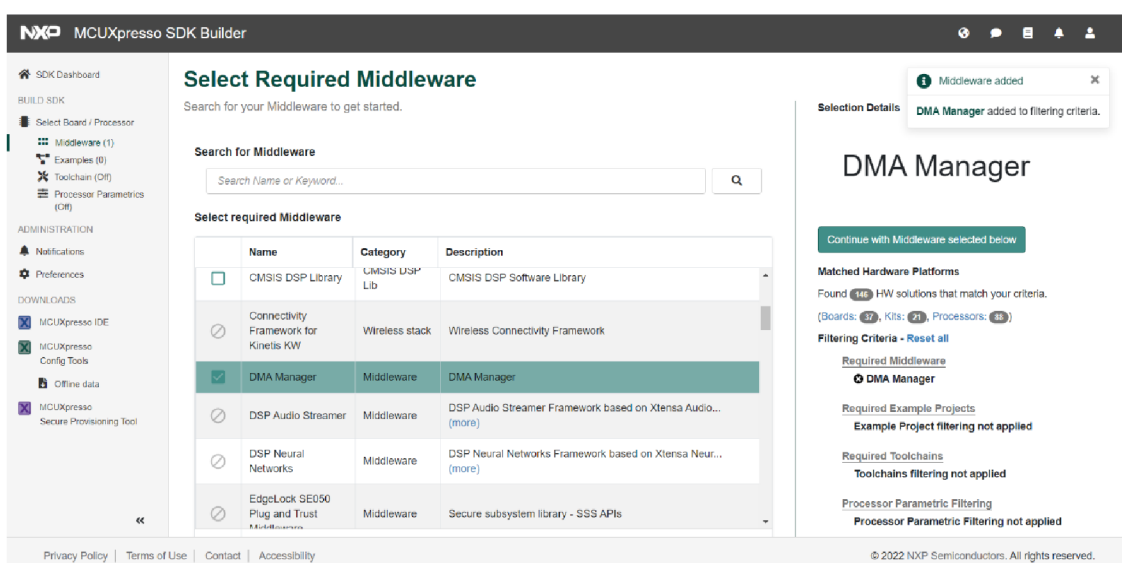 NXP MCUXpresso SDK Builder
SDK Dashboard
BUILD SDK
Select Board / Processor
Middleware (1)
Examples (0)
Toolchain (Off)
Processor Parametrics
(Off)
ADMINISTRATION
Notifications
Preferences
DOWNLOADS
MCUXpresso IDE
MCUXpresso
Config Tools
Offline data
MCUXpresso
Secure Provisioning Tool
Select Required Middleware
Search for your Middleware to get started.
Search for Middleware
Search Name or Keyword...
Select required Middleware
Name Category Description
CMSIS DSP Library CMSIS DSP Lib CMSIS DSP Software Library
Connectivity Framework for Kinetis KW Wireless stack Wireless Connectivity Framework
DMA Manager Middleware DMA Manager
DSP Audio Streamer Middleware DSP Audio Streamer Framework based on Xtensa Audio... (more)
DSP Neural Networks Middleware DSP Neural Networks Framework based on Xtensa Neur... (more)
EdgeLock SE050 Plug and Trust Middleware Middleware Secure subsystem library - SSS APIs
Middleware added
DMA Manager added to filtering criteria.
Selection Details
DMA Manager
Continue with Middleware selected below
Matched Hardware Platforms
Found 146 HW solutions that match your criteria.
(Boards: 37, Kits: 21, Processors: 88)
Filtering Criteria - Reset all
Required Middleware
DMA Manager
Required Example Projects
Example Project filtering not applied
Required Toolchains
Toolchains filtering not applied
Processor Parametric Filtering
Processor Parametric Filtering not applied
Privacy Policy | Terms of Use | Contact | Accessibility
© 2022 NXP Semiconductors. All rights reserved.